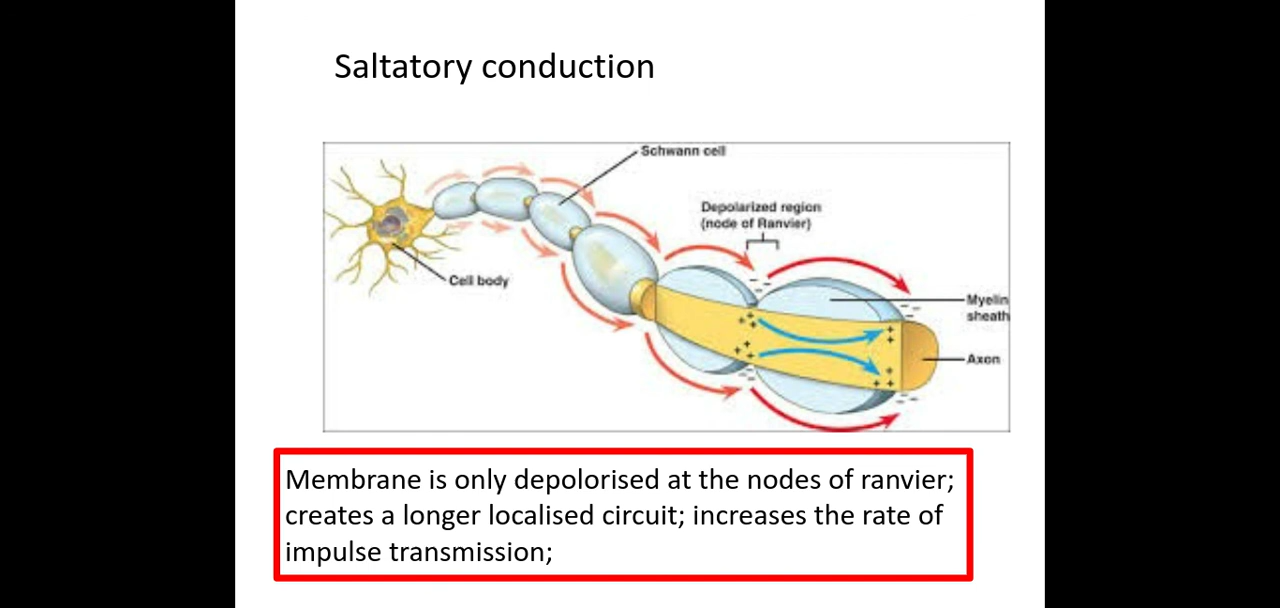 Saltatory conduction
Schwann cell
Depolarized region
(node of Ranvier)
Cell body
Myelin
sheath
Axon
Membrane is only depolorised at the nodes of ranvier;
creates a longer localised circuit; increases the rate of
impulse transmission;